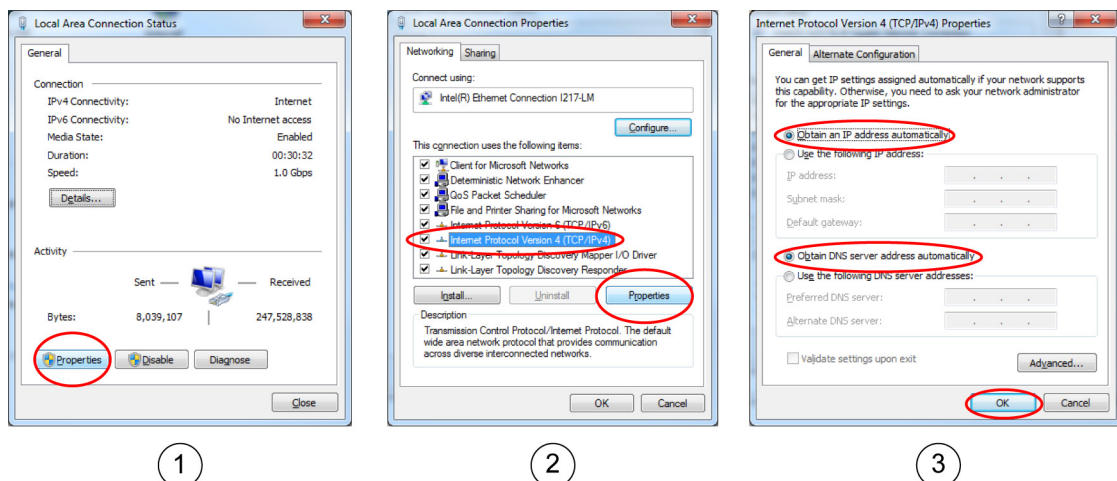 Local Area Connection Status
General
Connection
IPv4 Connectivity: Internet
IPv6 Connectivity: No Internet access
Media State: Enabled
Duration: 00:30:32
Speed: 1.0 Gbps
Details...
Activity
Sent — — Received
Bytes: 8,039,107 | 247,528,838
Properties Disable Diagnose
Close
1
Local Area Connection Properties
Networking Sharing
Connect using:
Intel(R) Ethernet Connection I217-LM
Configure...
This connection uses the following items:
Client for Microsoft Networks
Deterministic Network Enhancer
QoS Packet Scheduler
File and Printer Sharing for Microsoft Networks
Internet Protocol Version 6 (TCP/IPv6)
Internet Protocol Version 4 (TCP/IPv4)
Link-Layer Topology Discovery Mapper I/O Driver
Link-Layer Topology Discovery Responder
Install... Uninstall Properties
Description
Transmission Control Protocol/Internet Protocol. The default
wide area network protocol that provides communication
across diverse interconnected networks.
OK Cancel
2
Internet Protocol Version 4 (TCP/IPv4) Properties
General Alternate Configuration
You can get IP settings assigned automatically if your network supports
this capability. Otherwise, you need to ask your network administrator
for the appropriate IP settings.
Obtain an IP address automatically
Use the following IP address:
IP address: . . .
Subnet mask: . . .
Default gateway: . . .
Obtain DNS server address automatically
Use the following DNS server addresses:
Preferred DNS server: . . .
Alternate DNS server: . . .
Validate settings upon exit
Advanced...
OK Cancel
3